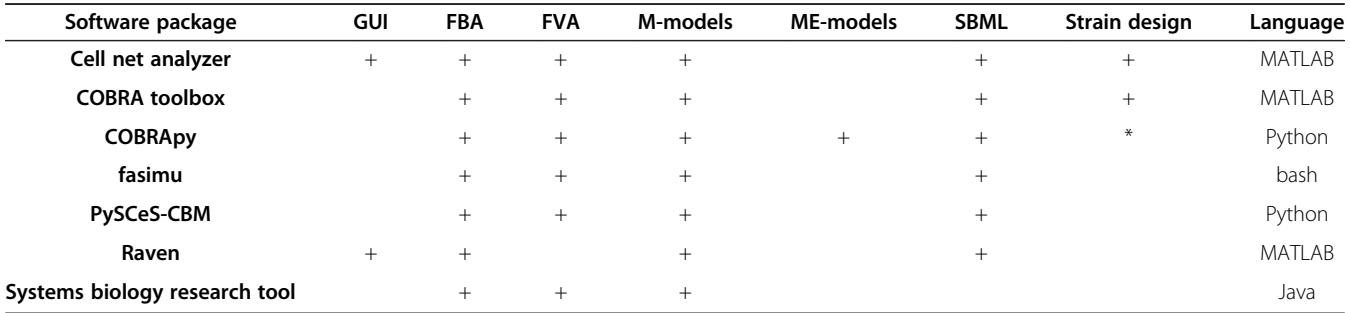 Software package GUI FBA FVA M-models ME-models SBML Strain design Language
Cell net analyzer + + + + + + MATLAB
COBRA toolbox + + + + + MATLAB
COBRApy + + + + + * Python
fasimu + + + + bash
PySCeS-CBM + + + + Python
Raven + + + + MATLAB
Systems biology research tool + + + Java